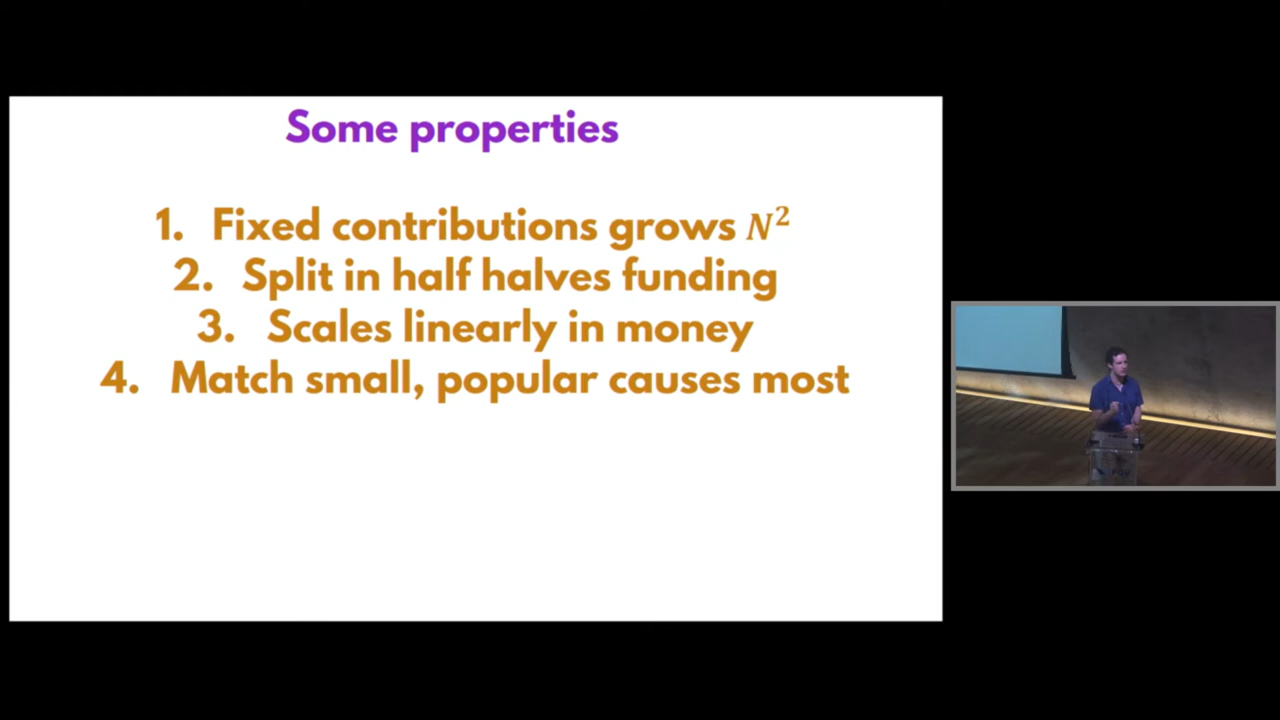 Some properties
1. Fixed contributions grows N²
2. Split in half halves funding
3. Scales linearly in money
4. Match small, popular causes most